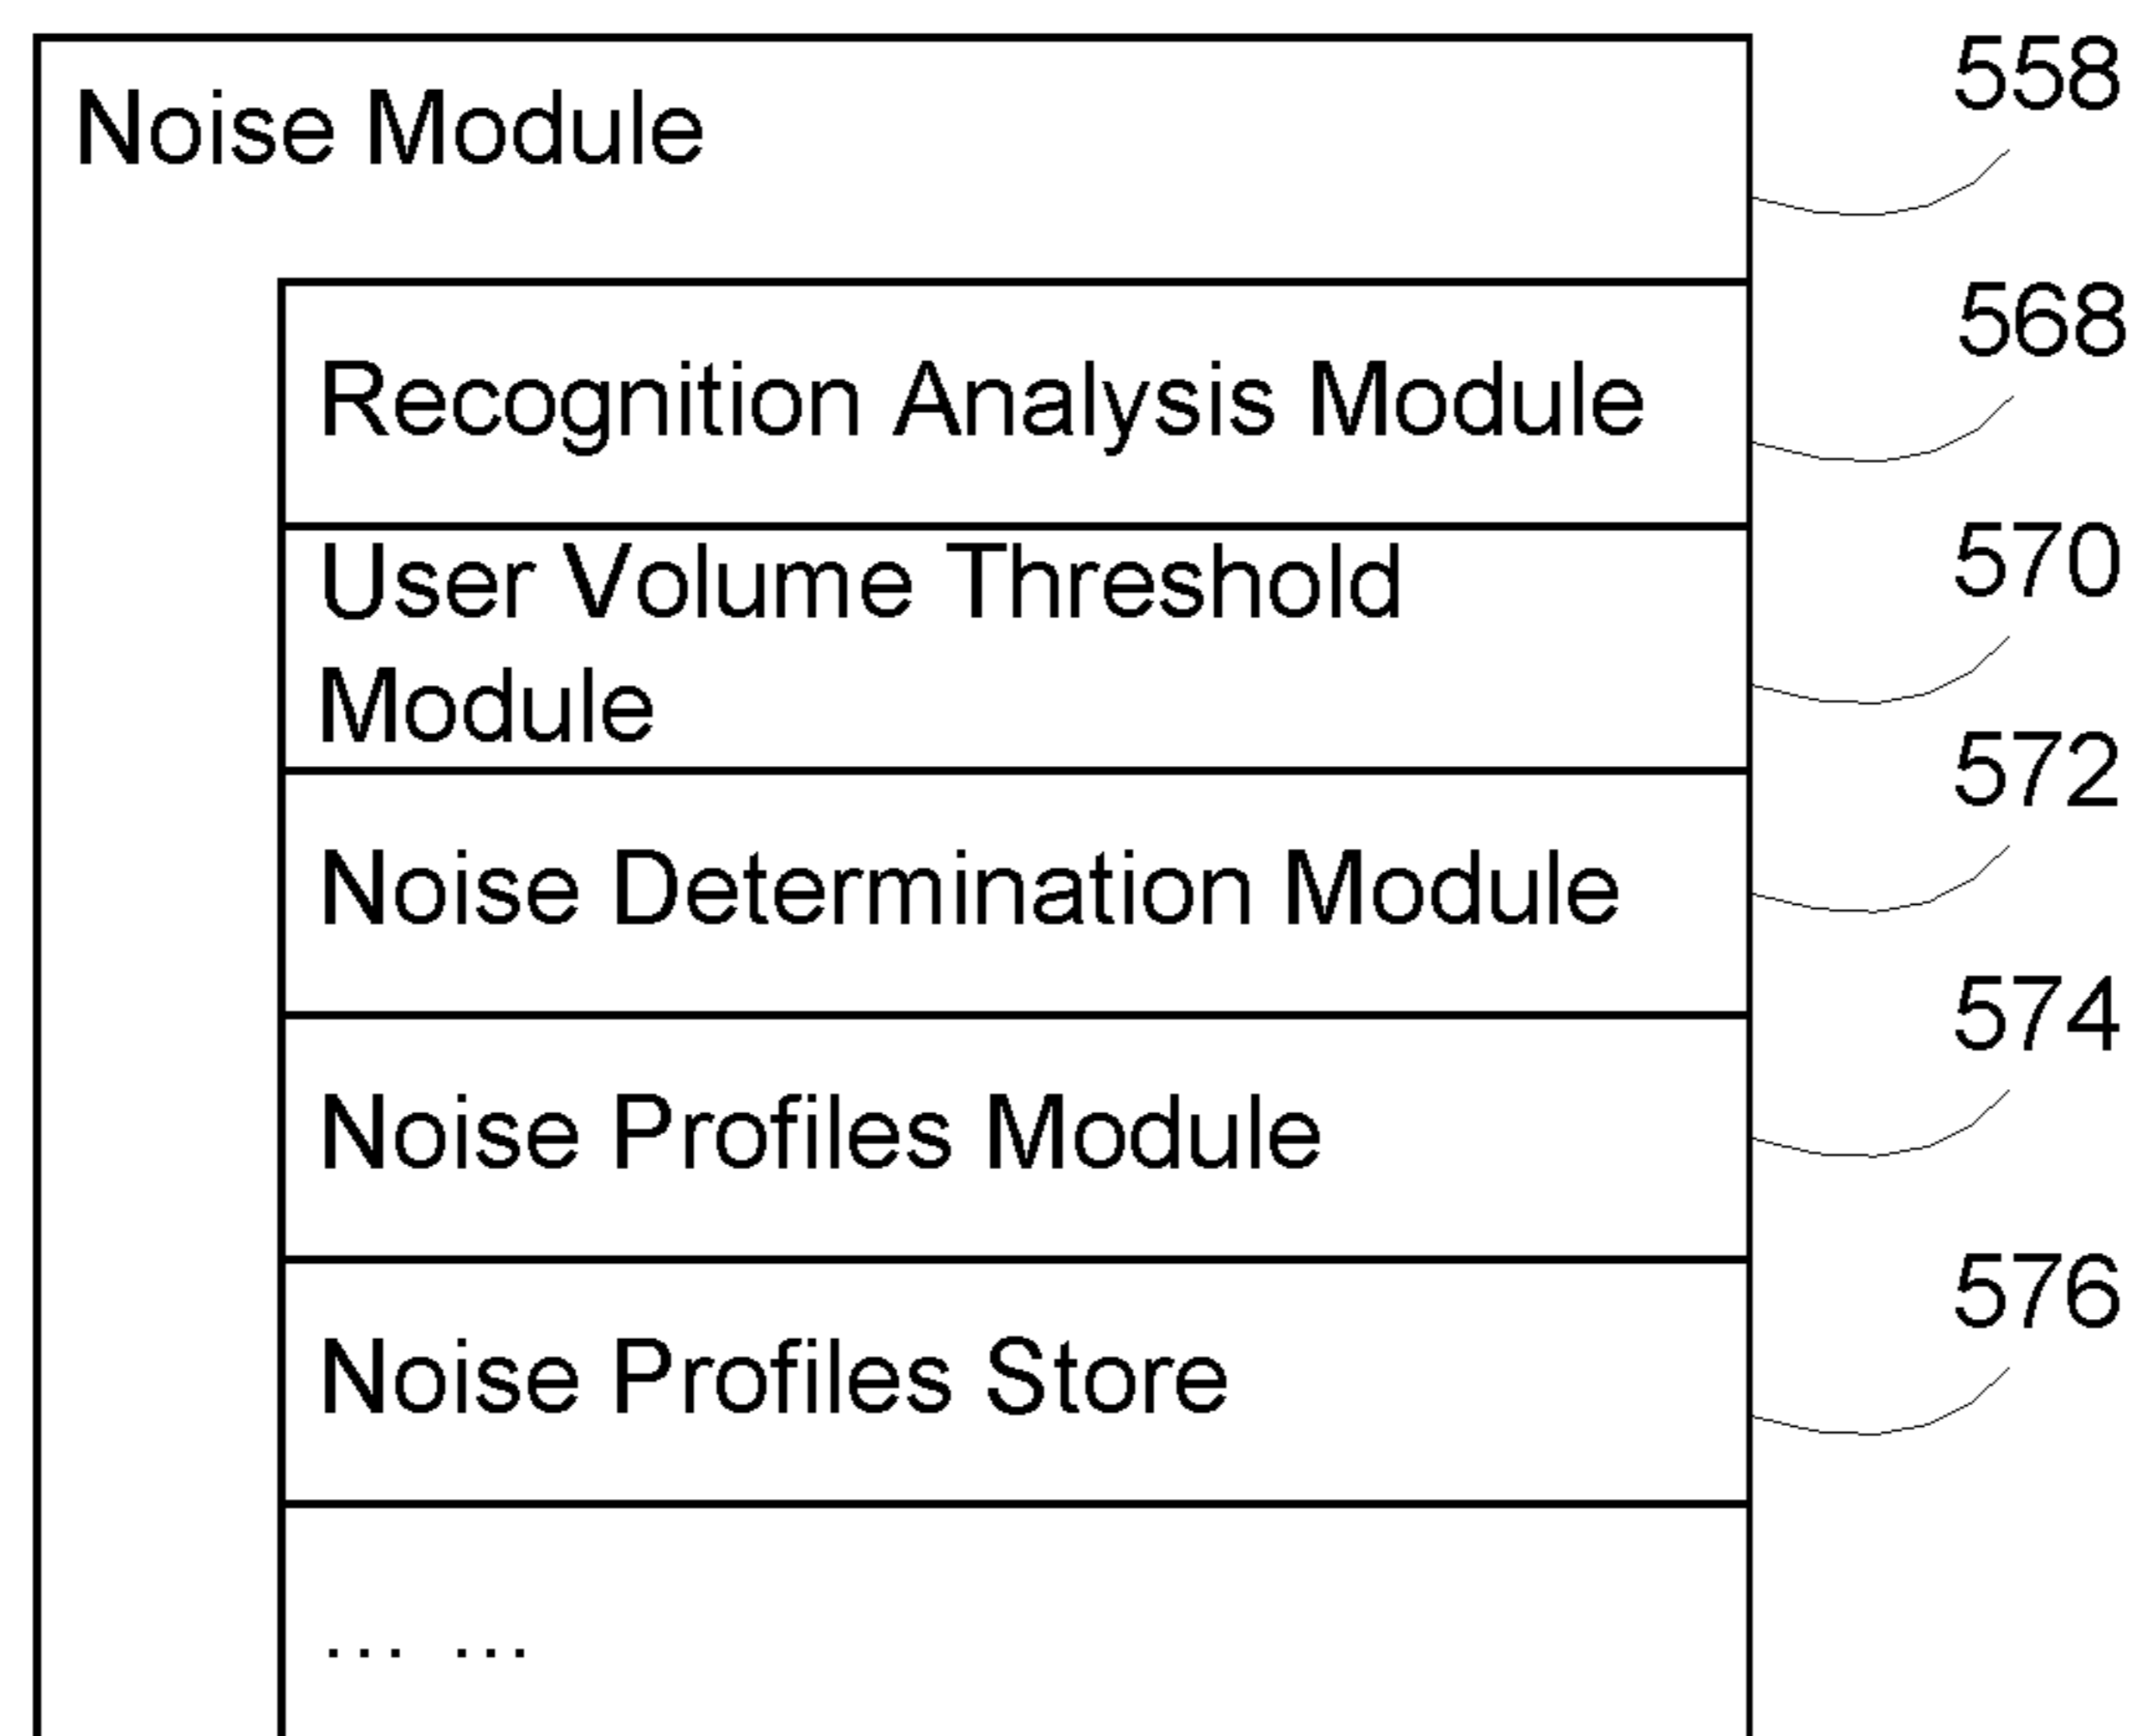 Noise Module
558
Recognition Analysis Module
568
User Volume Threshold
Module
570
Noise Determination Module
572
Noise Profiles Module
574
Noise Profiles Store
576
... ...